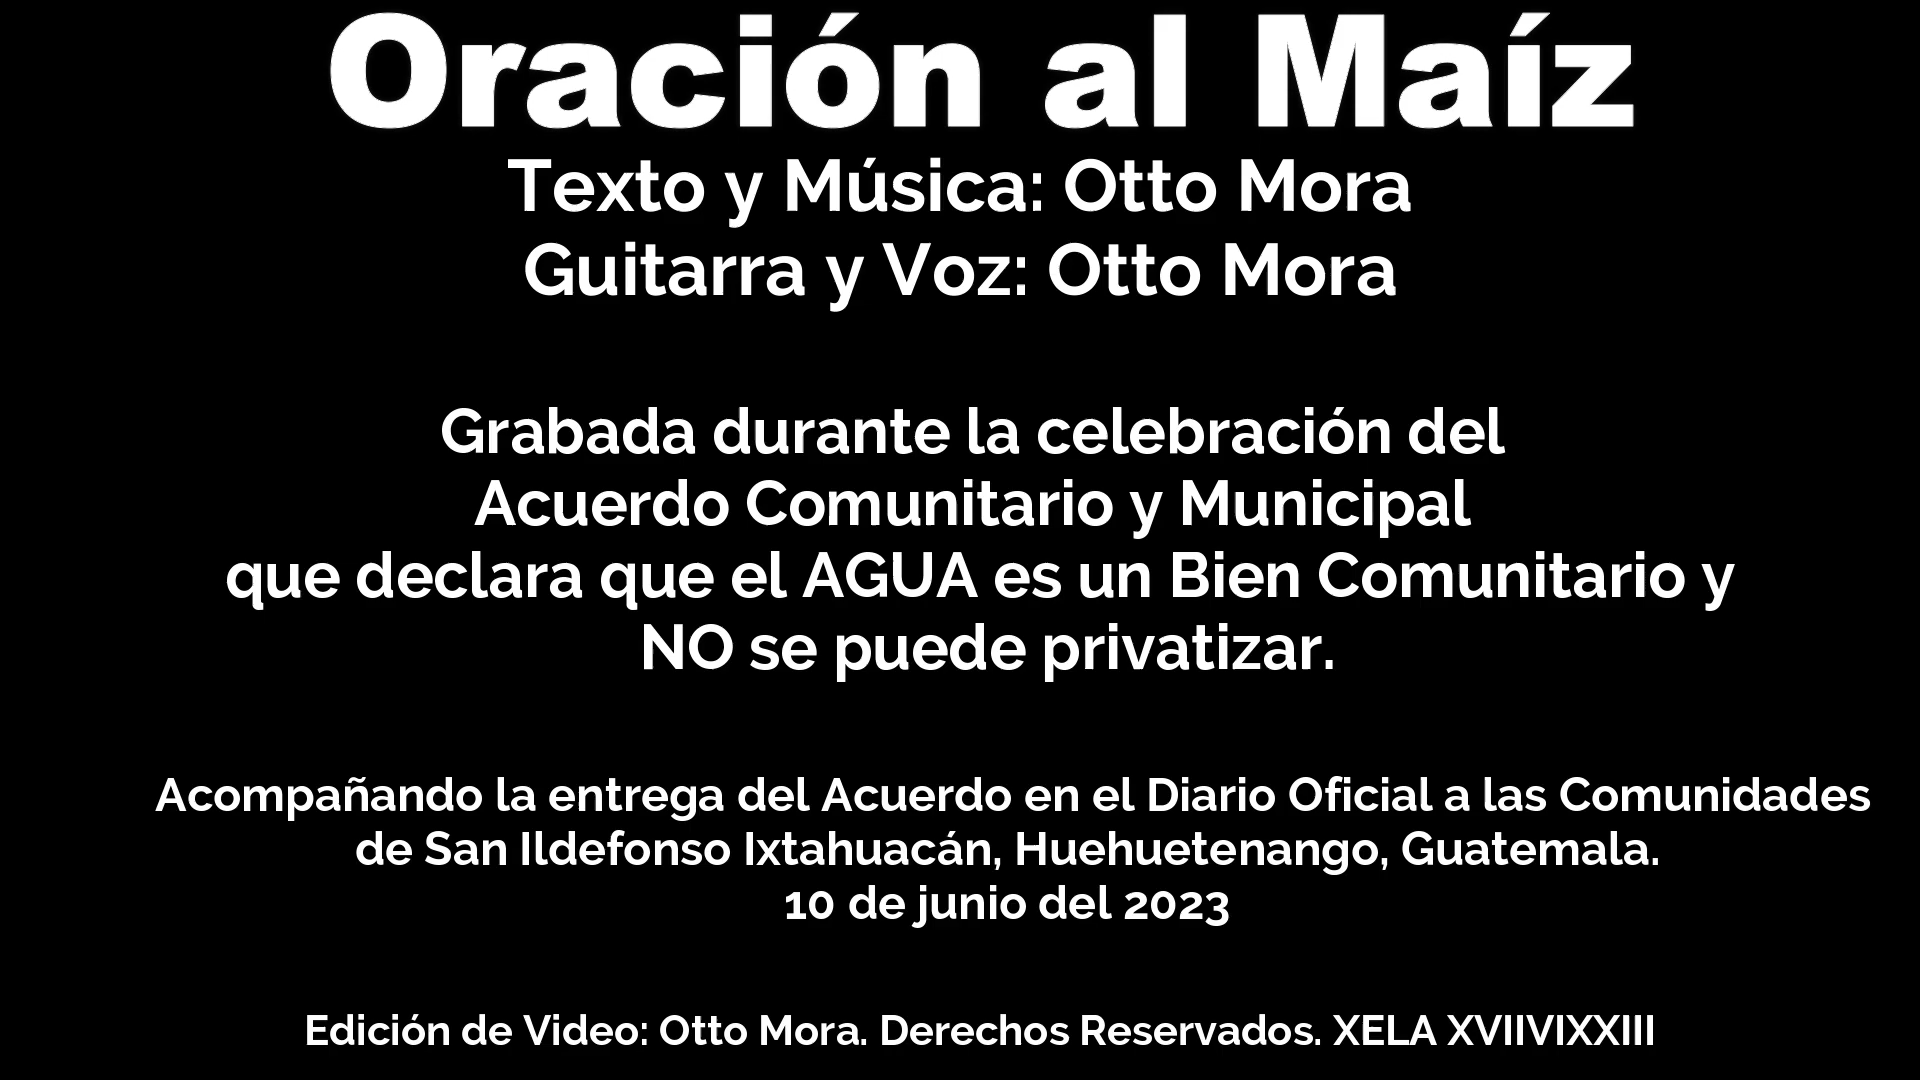 Oración al Maíz
Texto y Música: Otto Mora
Guitarra y Voz: Otto Mora
Grabada durante la celebración del
Acuerdo Comunitario y Municipal
que declara que el AGUA es un Bien Comunitario y
NO se puede privatizar.
Acompañando la entrega del Acuerdo en el Diario Oficial a las Comunidades
de San Ildefonso Ixtahuacán, Huehuetenango, Guatemala.
10 de junio del 2023
Edición de Video: Otto Mora. Derechos Reservados. XELA XVIIVIXXIII